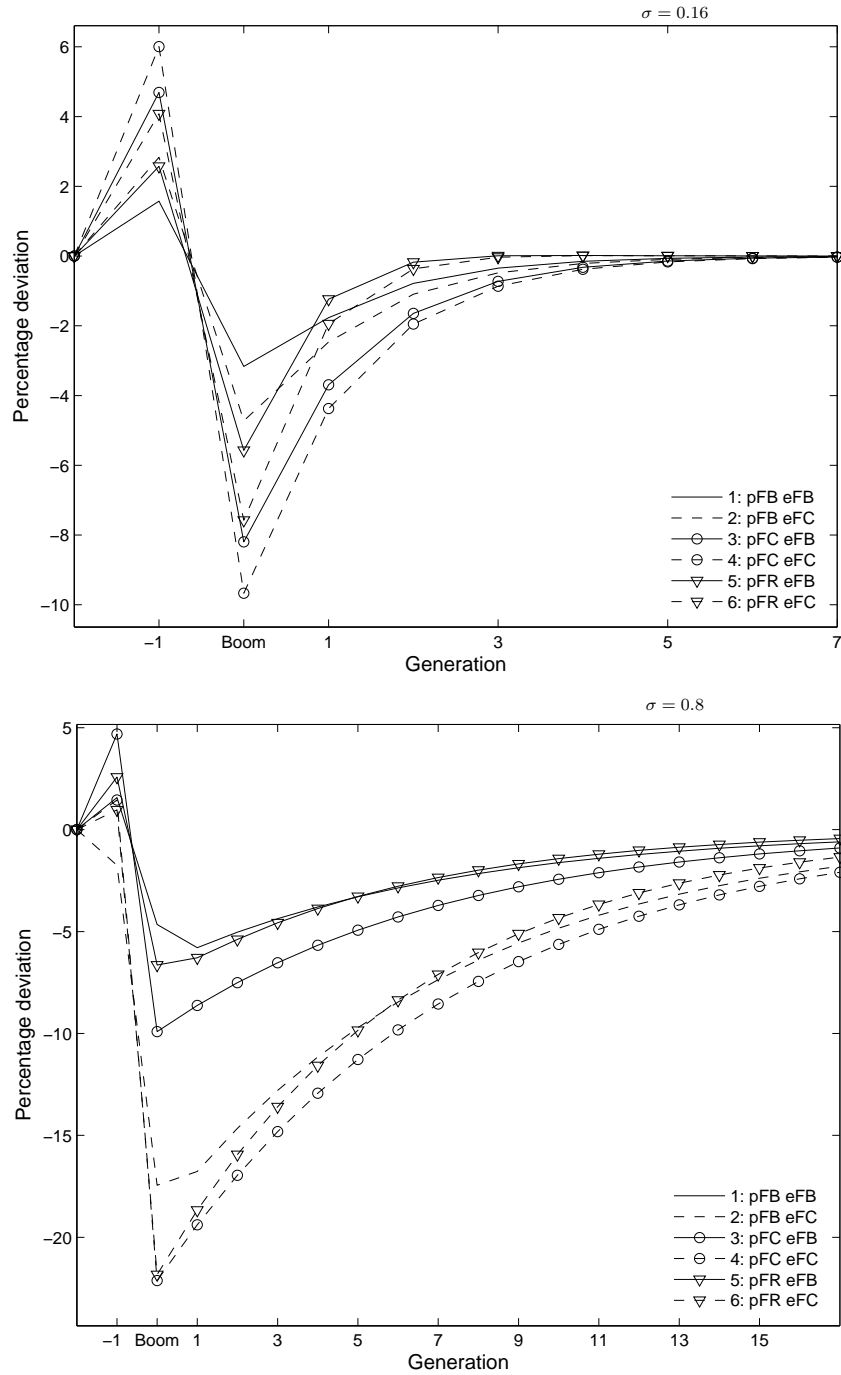 σ = 0.16
6
4
2
0
−2
−4
−6
−8
−10
Percentage deviation
1: pFB eFB
2: pFB eFC
3: pFC eFB
4: pFC eFC
5: pFR eFB
6: pFR eFC
−1 Boom 1 3 5 7
Generation
σ = 0.8
5
0
−5
−10
−15
−20
Percentage deviation
1: pFB eFB
2: pFB eFC
3: pFC eFB
4: pFC eFC
5: pFR eFB
6: pFR eFC
−1 Boom 1 3 5 7 9 11 13 15
Generation